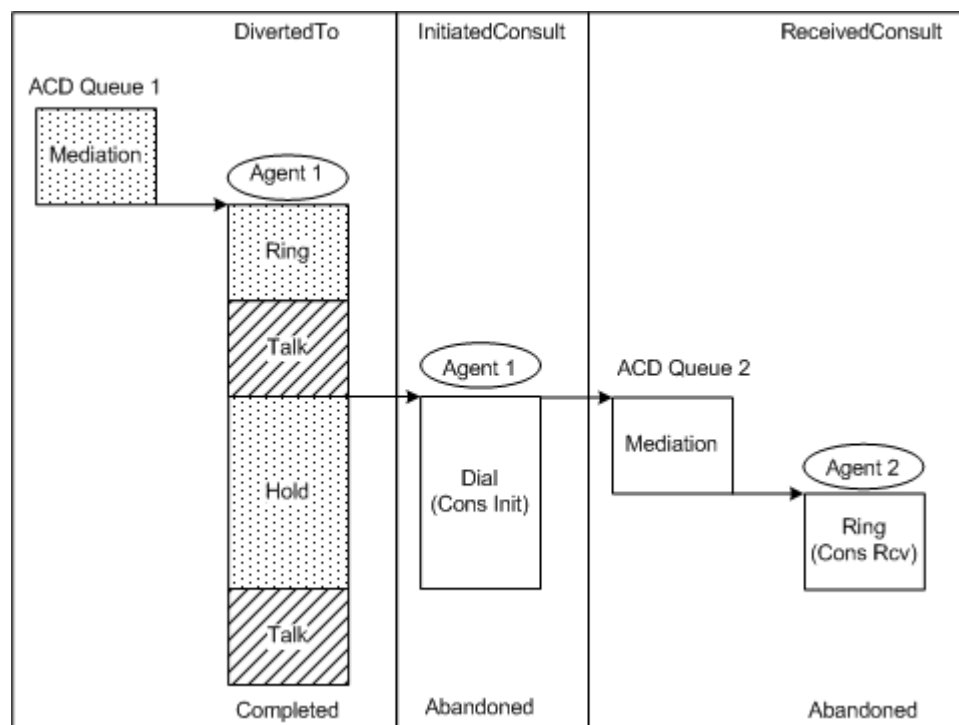 DivertedTo
InitiatedConsult
ReceivedConsult
ACD Queue 1
Mediation
Agent 1
Ring
Talk
Hold
Talk
Completed
Agent 1
Dial
(Cons Init)
Abandoned
ACD Queue 2
Mediation
Agent 2
Ring
(Cons Rcv)
Abandoned